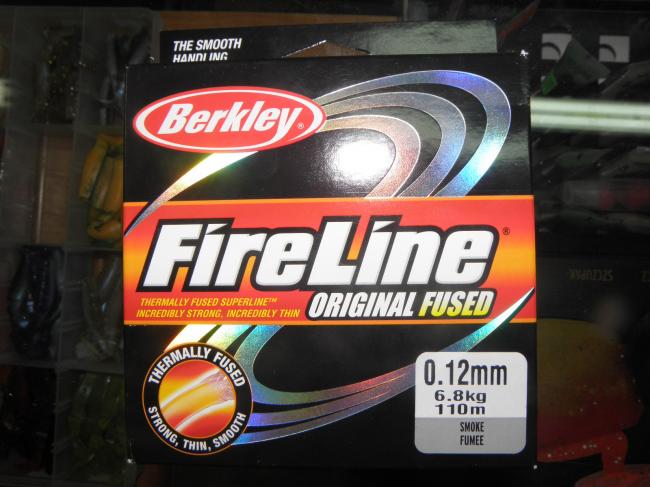 THE SMOOTH
HANDLING
Berkley®
FireLine®
THERMALLY FUSED SUPERLINE™
INCREDIBLY STRONG, INCREDIBLY THIN
ORIGINAL FUSED
THERMALLY FUSED
STRONG, THIN, SMOOTH
0.12mm
6.8kg
110m
SMOKE
FUMEE
SZCZUPAK